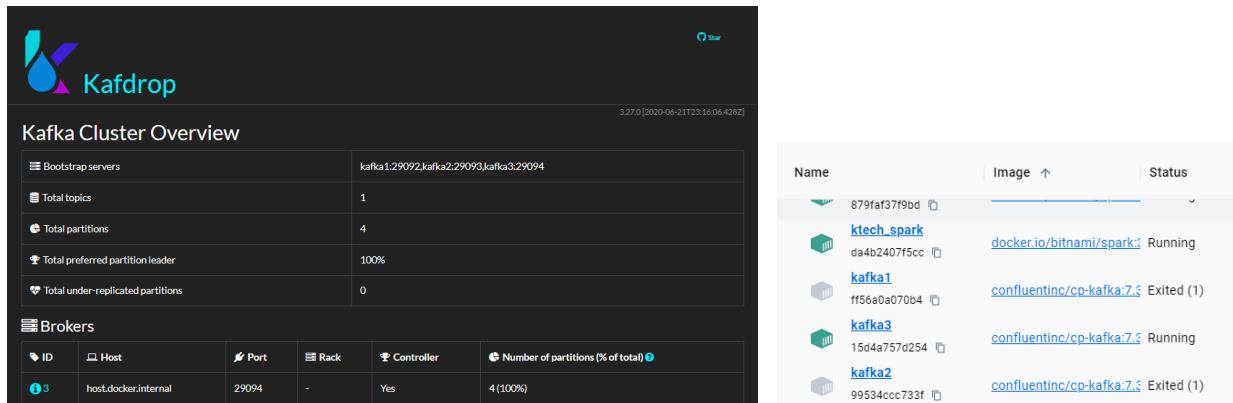 Star
Kafdrop
3.27.0 [2020-06-21T23:16:06.428Z]
Kafka Cluster Overview
Bootstrap servers kafka1:29092,kafka2:29093,kafka3:29094
Total topics 1
Total partitions 4
Total preferred partition leader 100%
Total under-replicated partitions 0
Brokers
ID Host Port Rack Controller Number of partitions (% of total)
3 host.docker.internal 29094 - Yes 4 (100%)
Name Image Status
879faf37f9bd
ktech_spark
da4b2407f5cc
docker.io/bitnami/spark:3 Running
kafka1
ff56a0a070b4
confluentinc/cp-kafka:7.3 Exited (1)
kafka3
15d4a757d254
confluentinc/cp-kafka:7.3 Running
kafka2
99534ccc733f
confluentinc/cp-kafka:7.3 Exited (1)